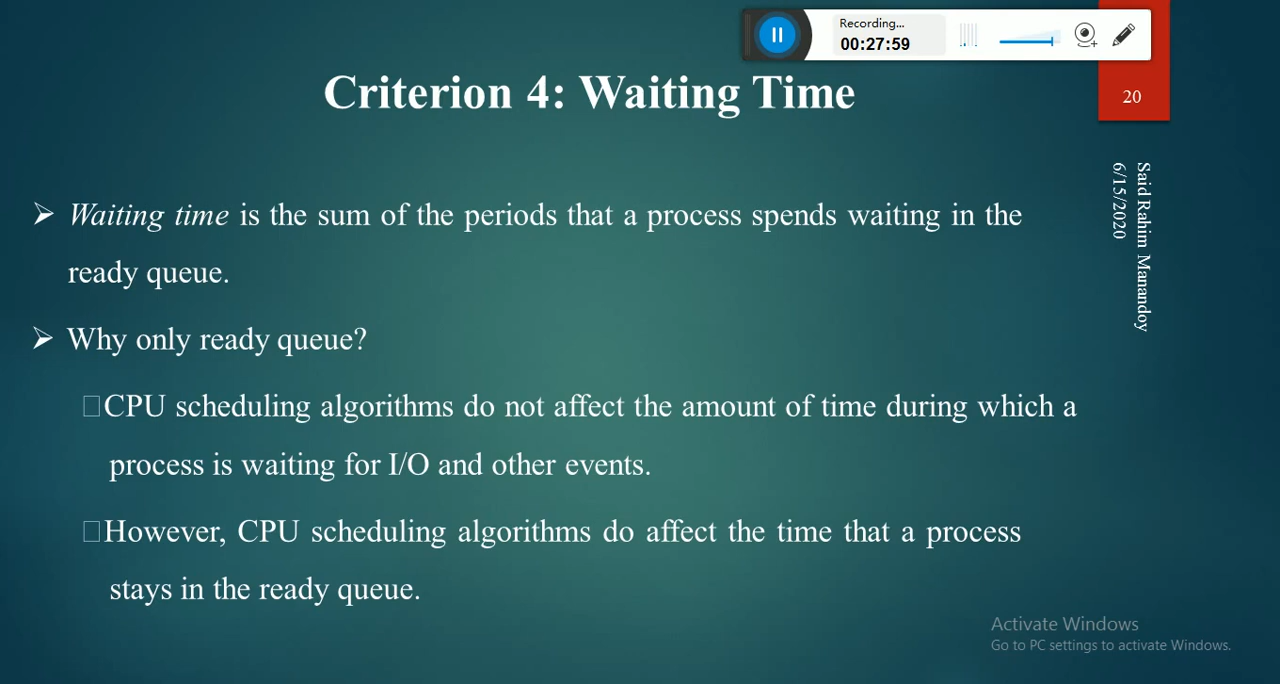 Recording...
00:27:59
Criterion 4: Waiting Time
20
Said Rahim Manandoy
6/15/2020
Waiting time is the sum of the periods that a process spends waiting in the
ready queue.
Why only ready queue?
CPU scheduling algorithms do not affect the amount of time during which a
process is waiting for I/O and other events.
However, CPU scheduling algorithms do affect the time that a process
stays in the ready queue.
Activate Windows
Go to PC settings to activate Windows.